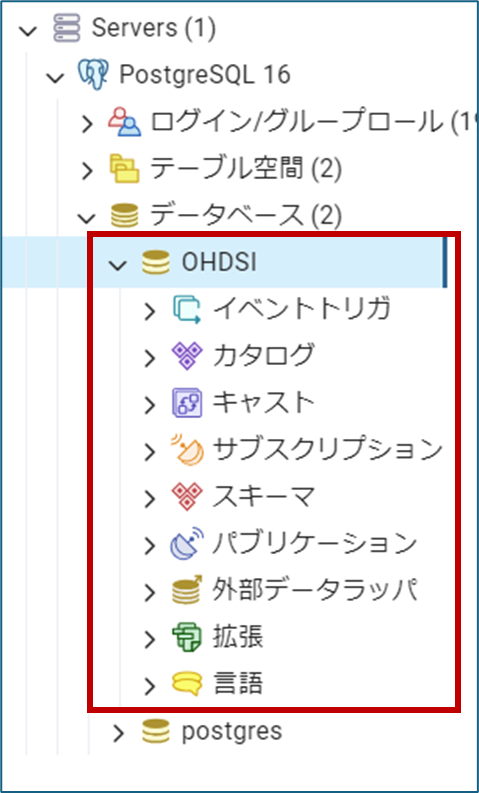 Servers (1)
PostgreSQL 16
ログイン/グループロール (19
テーブル空間 (2)
データベース (2)
OHDSI
イベントトリガ
カタログ
キャスト
サブスクリプション
スキーマ
パブリケーション
外部データラッパ
拡張
言語
postgres